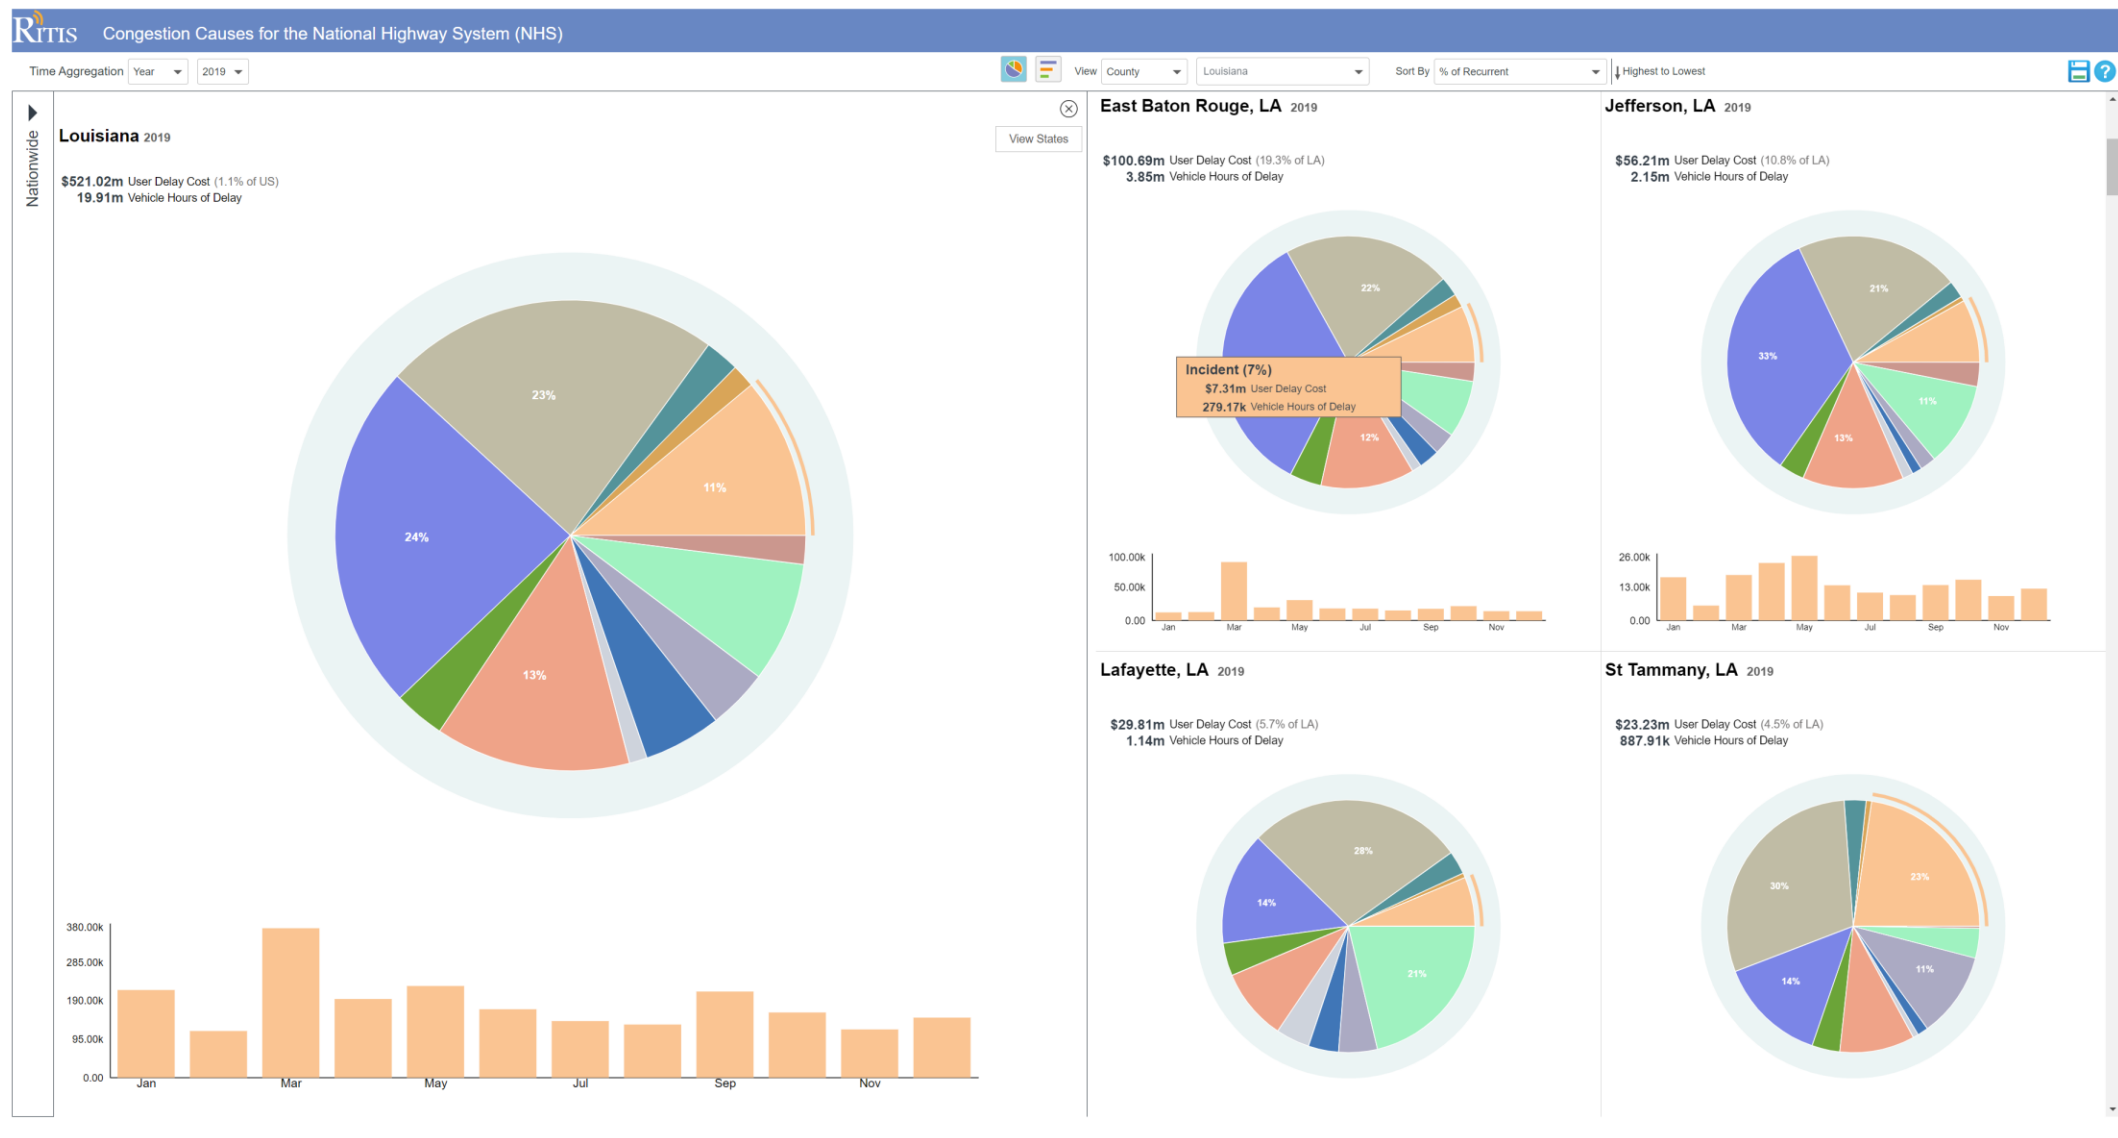 RITIS Congestion Causes for the National Highway System (NHS)
Time Aggregation Year 2019 View County Louisiana Sort By % of Recurrent Highest to Lowest ?
Nationwide
Louisiana 2019
View States
$521.02m User Delay Cost (1.1% of US)
19.91m Vehicle Hours of Delay
23%
11%
24%
13%
380.00k
285.00k
190.00k
95.00k
0.00
Jan Mar May Jul Sep Nov
East Baton Rouge, LA 2019
$100.69m User Delay Cost (19.3% of LA)
3.85m Vehicle Hours of Delay
22%
Incident (7%)
$7.31m User Delay Cost
279.17k Vehicle Hours of Delay
12%
100.00k
50.00k
0.00
Jan Mar May Jul Sep Nov
Jefferson, LA 2019
$56.21m User Delay Cost (10.8% of LA)
2.15m Vehicle Hours of Delay
21%
33%
11%
13%
26.00k
13.00k
0.00
Jan Mar May Jul Sep Nov
Lafayette, LA 2019
$29.81m User Delay Cost (5.7% of LA)
1.14m Vehicle Hours of Delay
28%
14%
21%
St Tammany, LA 2019
$23.23m User Delay Cost (4.5% of LA)
887.91k Vehicle Hours of Delay
23%
30%
11%
14%